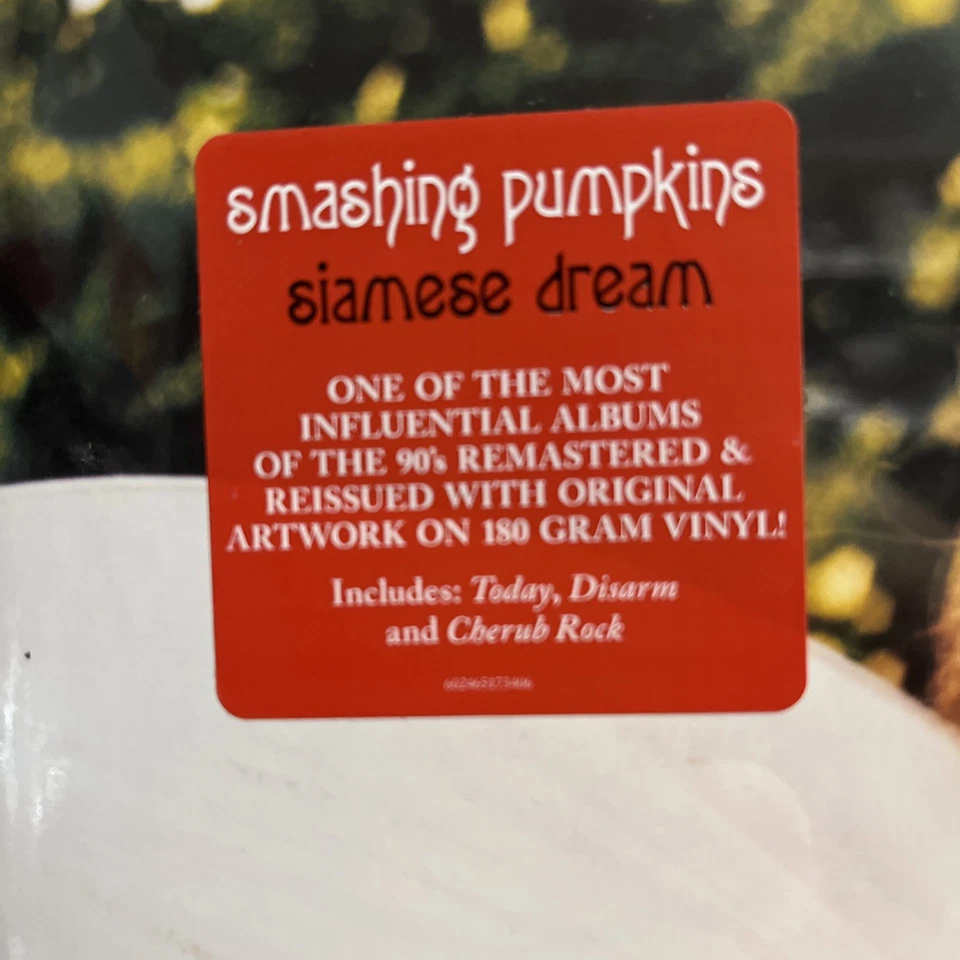 smashing pumpkins
siamese dream
ONE OF THE MOST
INFLUENTIAL ALBUMS
OF THE 90's REMASTERED &
REISSUED WITH ORIGINAL
ARTWORK ON 180 GRAM VINYL!
Includes: Today, Disarm
and Cherub Rock